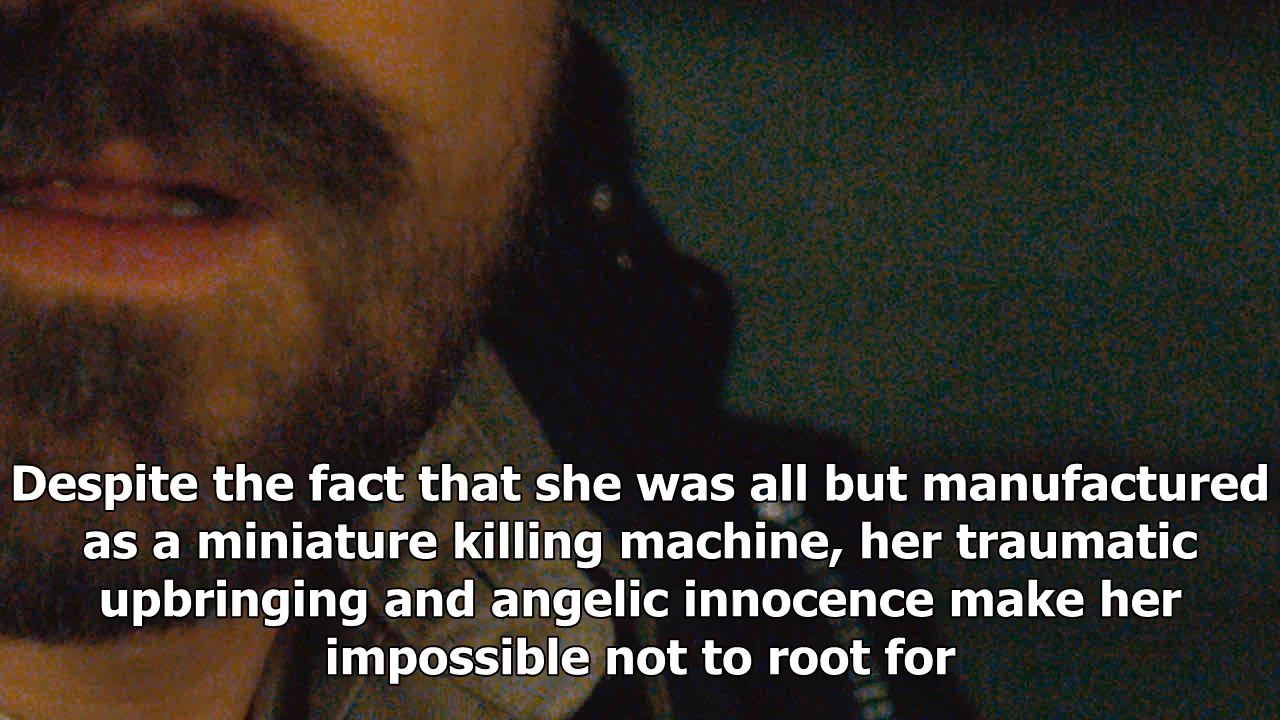 Despite the fact that she was all but manufactured
as a miniature killing machine, her traumatic
upbringing and angelic innocence make her
impossible not to root for